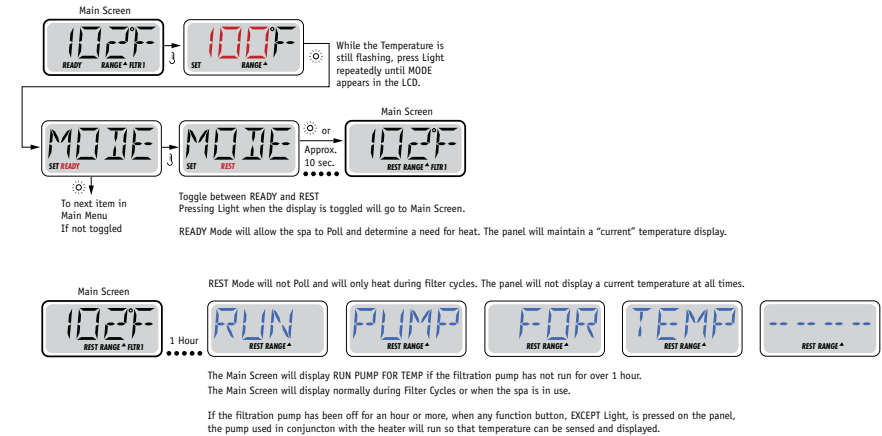 Main Screen
102°F
READY RANGE FLTR1
100°F
SET RANGE
While the Temperature is
still flashing, press Light
repeatedly until MODE
appears in the LCD.
MODE
SET READY
MODE
SET REST
or
Approx.
10 sec.
Main Screen
102°F
REST RANGE FLTR1
To next item in
Main Menu
If not toggled
Toggle between READY and REST
Pressing Light when the display is toggled will go to Main Screen.
READY Mode will allow the spa to Poll and determine a need for heat. The panel will maintain a “current” temperature display.
REST Mode will not Poll and will only heat during filter cycles. The panel will not display a current temperature at all times.
Main Screen
102°F
REST RANGE FLTR1
1 Hour
RUN
REST RANGE
PUMP
REST RANGE
FOR
REST RANGE
TEMP
REST RANGE
-- -- -- --
REST RANGE
The Main Screen will display RUN PUMP FOR TEMP if the filtration pump has not run for over 1 hour.
The Main Screen will display normally during Filter Cycles or when the spa is in use.
If the filtration pump has been off for an hour or more, when any function button, EXCEPT Light, is pressed on the panel,
the pump used in conjuncton with the heater will run so that temperature can be sensed and displayed.